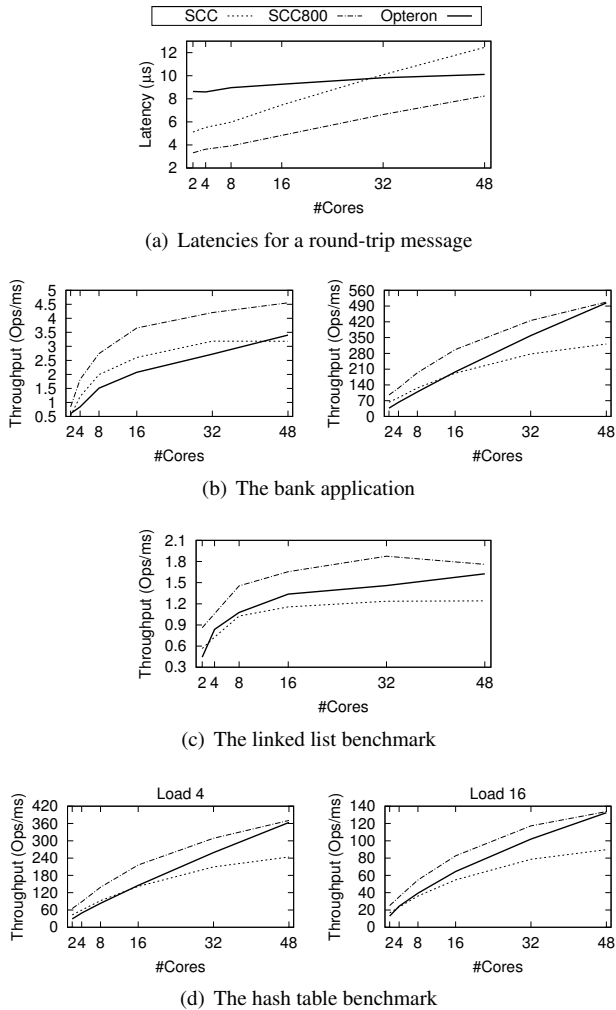 SCC SCC800 Opteron
12
10
8
6
4
2
Latency (µs)
2 4 8 16 32 48
#Cores
(a) Latencies for a round-trip message
5
4.5
3.5
3.5
2.5
2.5
1.5
1.5
0.5
Throughput (Ops/ms)
2 4 8 16 32 48
#Cores
560
490
420
350
280
210
140
70
0
Throughput (Ops/ms)
2 4 8 16 32 48
#Cores
(b) The bank application
2.1
1.8
1.5
1.2
0.9
0.6
0.3
Throughput (Ops/ms)
2 4 8 16 32 48
#Cores
(c) The linked list benchmark
Load 4
420
360
300
240
180
120
60
0
Throughput (Ops/ms)
2 4 8 16 32 48
#Cores
Load 16
140
120
100
80
60
40
20
0
Throughput (Ops/ms)
2 4 8 16 32 48
#Cores
(d) The hash table benchmark